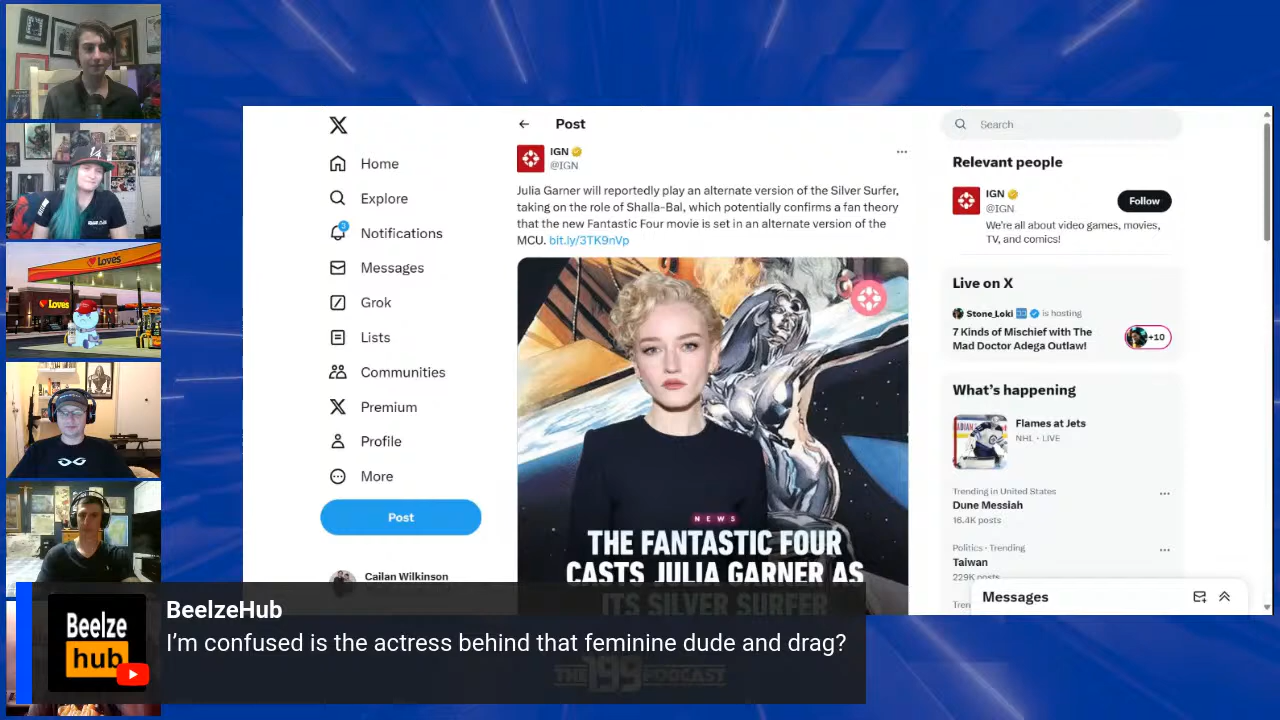 Love's
Loves
Post
IGN
@IGN
Julia Garner will reportedly play an alternate version of the Silver Surfer,
taking on the role of Shalla-Bal, which potentially confirms a fan theory
that the new Fantastic Four movie is set in an alternate version of the
MCU. bit.ly/3TK9nVp
NEWS
THE FANTASTIC FOUR
CASTS JULIA GARNER AS
ITS SILVER SURFER
Home
Explore
3
Notifications
Messages
Grok
Lists
Communities
Premium
Profile
More
Post
Cailan Wilkinson
Search
Relevant people
IGN
@IGN
Follow
We're all about video games, movies,
TV, and comics!
Live on X
Stone_Loki is hosting
7 Kinds of Mischief with The
Mad Doctor Adega Outlaw!
+10
What's happening
Flames at Jets
NHL · LIVE
Trending in United States
Dune Messiah
16.4K posts
Politics · Trending
Taiwan
229K posts
Messages
Beelze
hub
BeelzeHub
I'm confused is the actress behind that feminine dude and drag?
THE 199 PODCAST